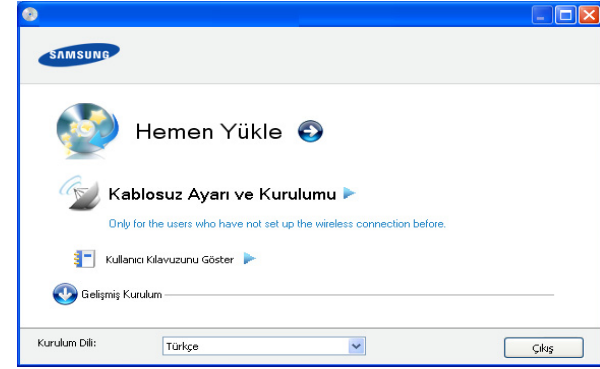 SAMSUNG
Hemen Yükle
Kablosuz Ayarı ve Kurulumu
Only for the users who have not set up the wireless connection before.
Kullanıcı Kılavuzunu Göster
Gelişmiş Kurulum
Kurulum Dili:
Türkçe
Çıkış